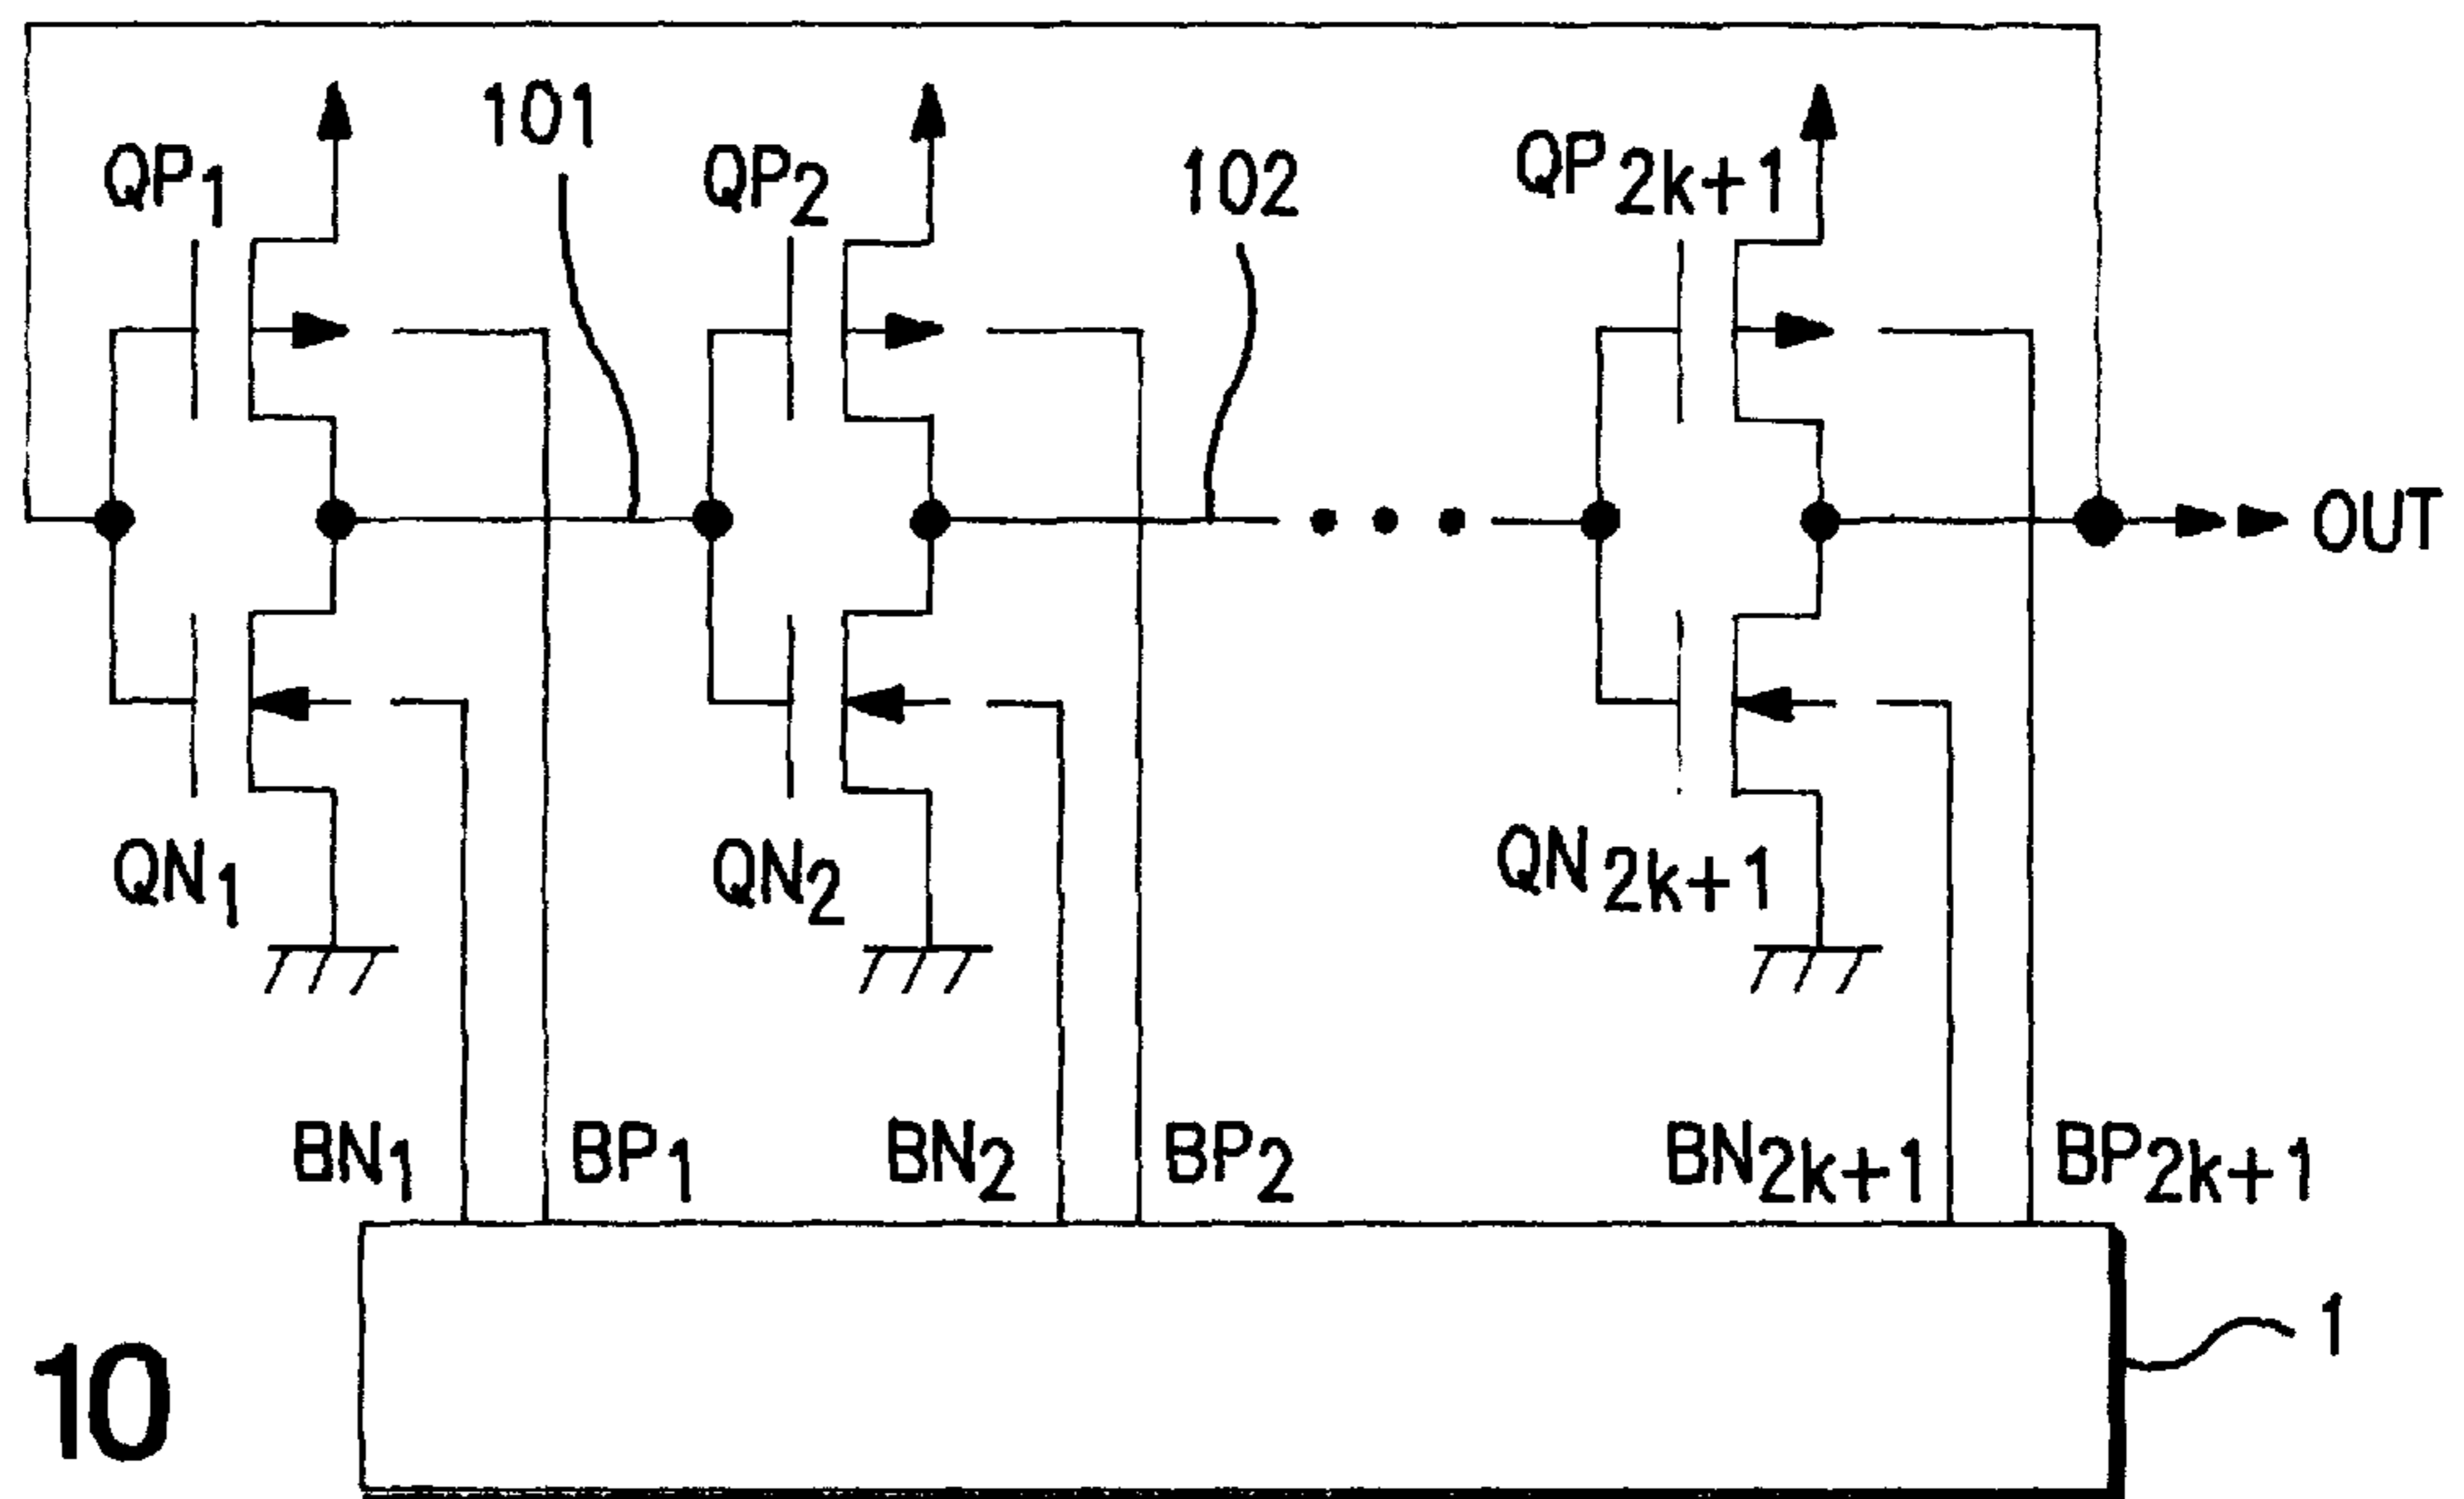 101
QP1
QP2
102
QP2k+1
OUT
QN1
QN2
QN2k+1
BN1
BP1
BN2
BP2
BN2k+1
BP2k+1
1
10